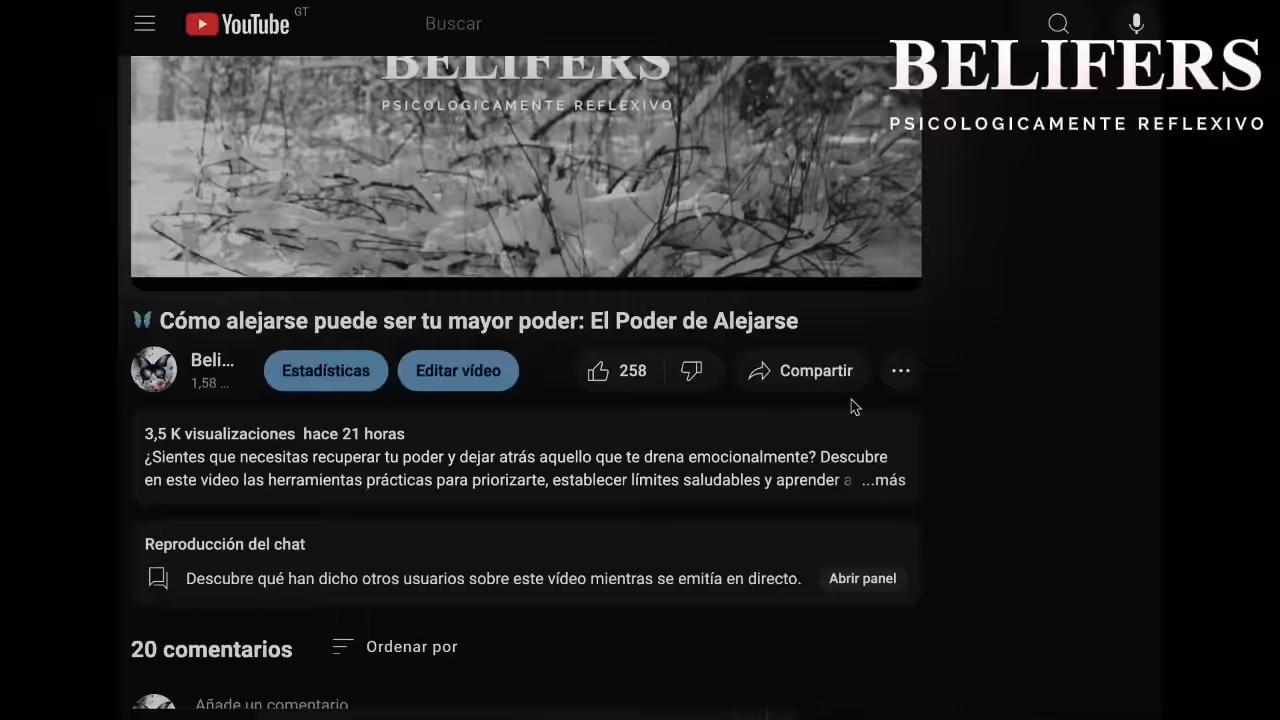 YouTube
GT
Buscar
BELIFERS
PSICOLOGICAMENTE REFLEXIVO
BELIFERS
PSICOLOGICAMENTE REFLEXIVO
Cómo alejarse puede ser tu mayor poder: El Poder de Alejarse
Beli...
1,58 ...
Estadísticas
Editar vídeo
258
Compartir
3,5 K visualizaciones hace 21 horas
¿Sientes que necesitas recuperar tu poder y dejar atrás aquello que te drena emocionalmente? Descubre
en este video las herramientas prácticas para priorizarte, establecer límites saludables y aprender a ...más
Reproducción del chat
Descubre qué han dicho otros usuarios sobre este vídeo mientras se emitía en directo.
Abrir panel
20 comentarios
Ordenar por
Añade un comentario